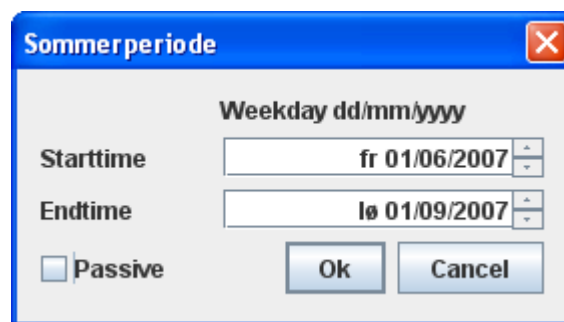 Sommerperiode
Weekday dd/mm/yyyy
Starttime fr 01/06/2007
Endtime lø 01/09/2007
Passive Ok Cancel